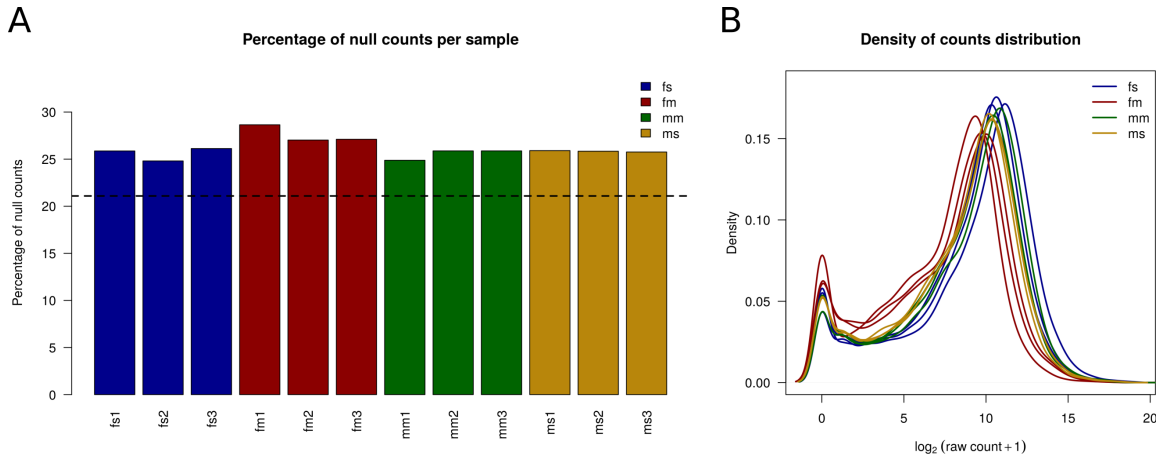 A
Percentage of null counts per sample
fs
fm
mm
ms
Percentage of null counts
30
25
20
15
10
5
0
fs1
fs2
fs3
fm1
fm2
fm3
mm1
mm2
mm3
ms1
ms2
ms3
B
Density of counts distribution
fs
fm
mm
ms
Density
0.15
0.10
0.05
0.00
0
5
10
15
20
log₂ (raw count+1)